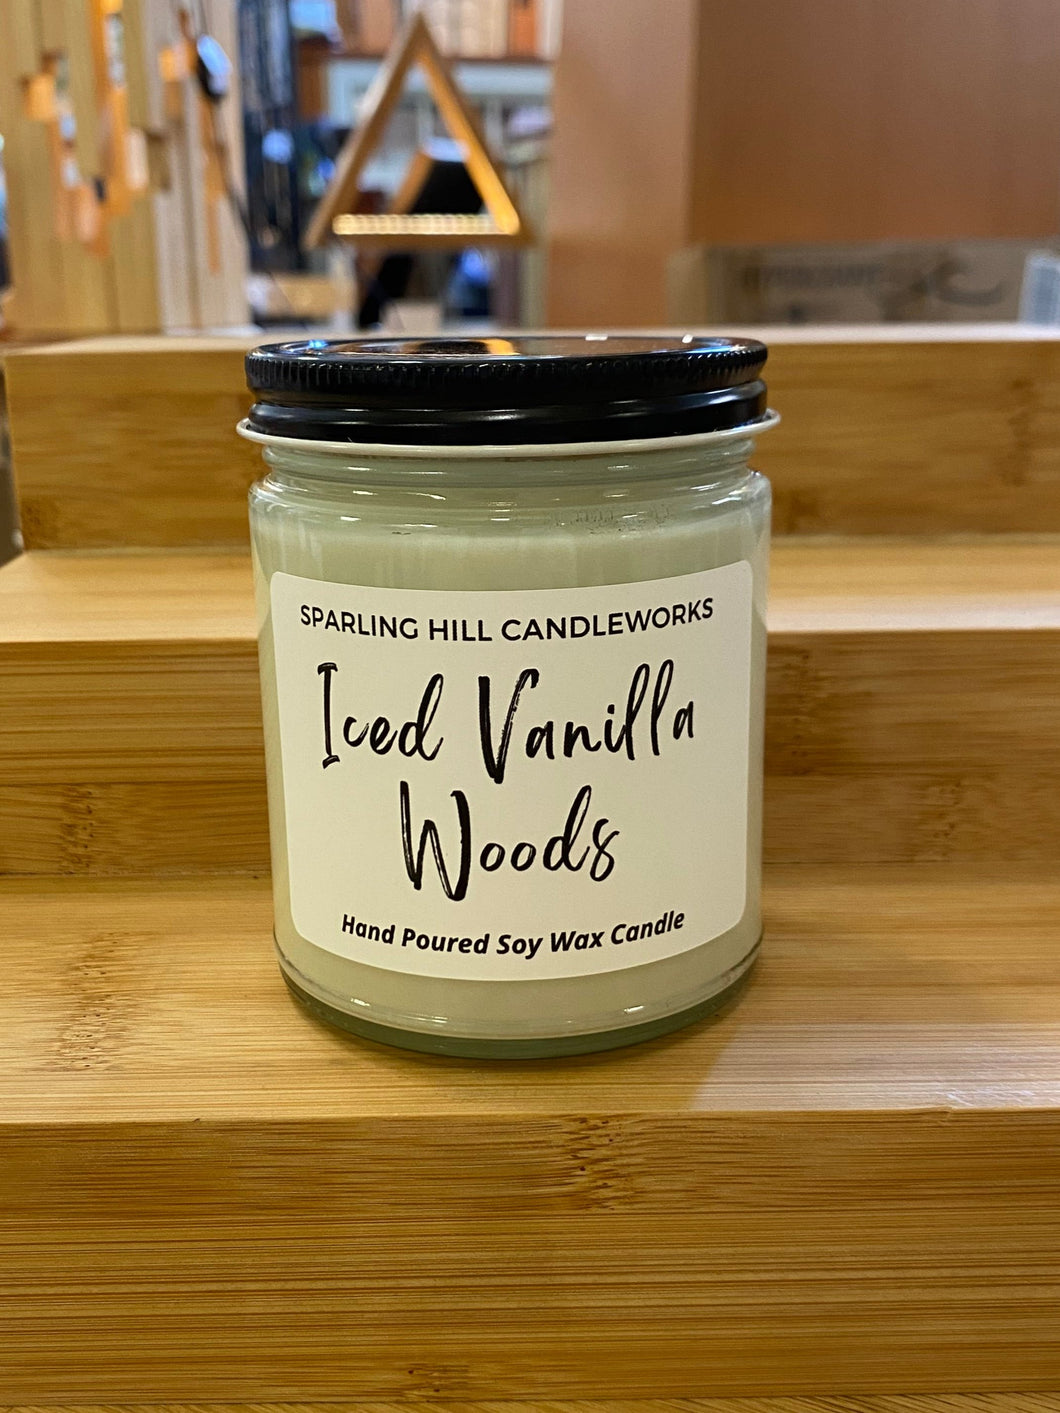 SPARLING HILL CANDLEWORKS
Iced Vanilla
Woods
Hand Poured Soy Wax Candle